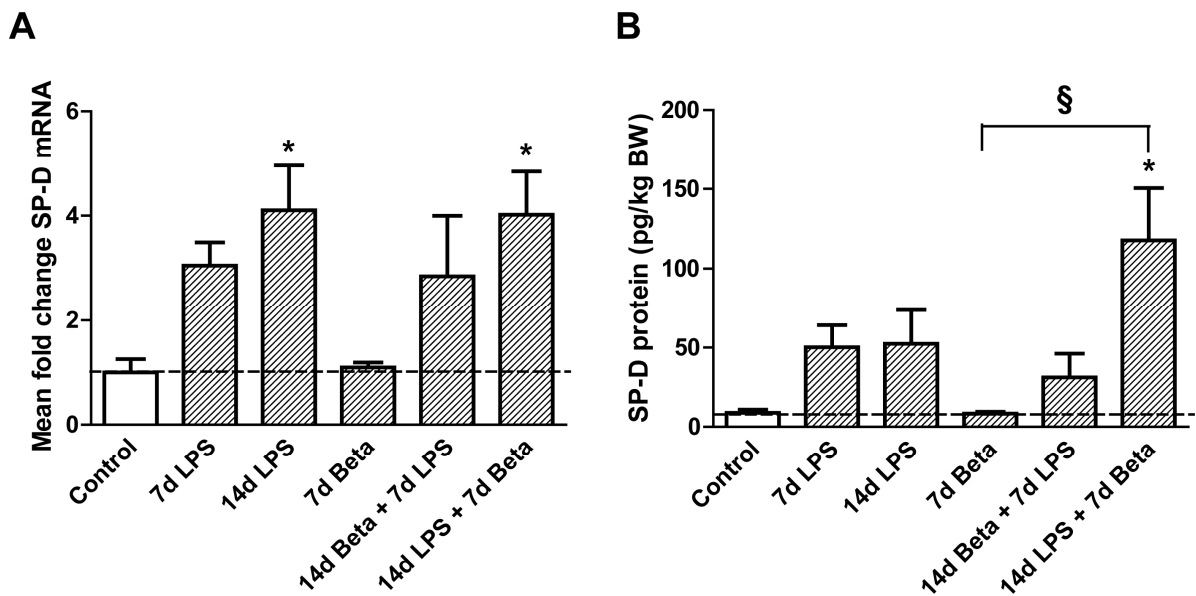 A
Mean fold change SP-D mRNA
6
4
2
0
*
*
Control
7d LPS
14d LPS
7d Beta
14d Beta + 7d LPS
14d LPS + 7d Beta
B
SP-D protein (pg/kg BW)
200
150
100
50
0
§
*
Control
7d LPS
14d LPS
7d Beta
14d Beta + 7d LPS
14d LPS + 7d Beta